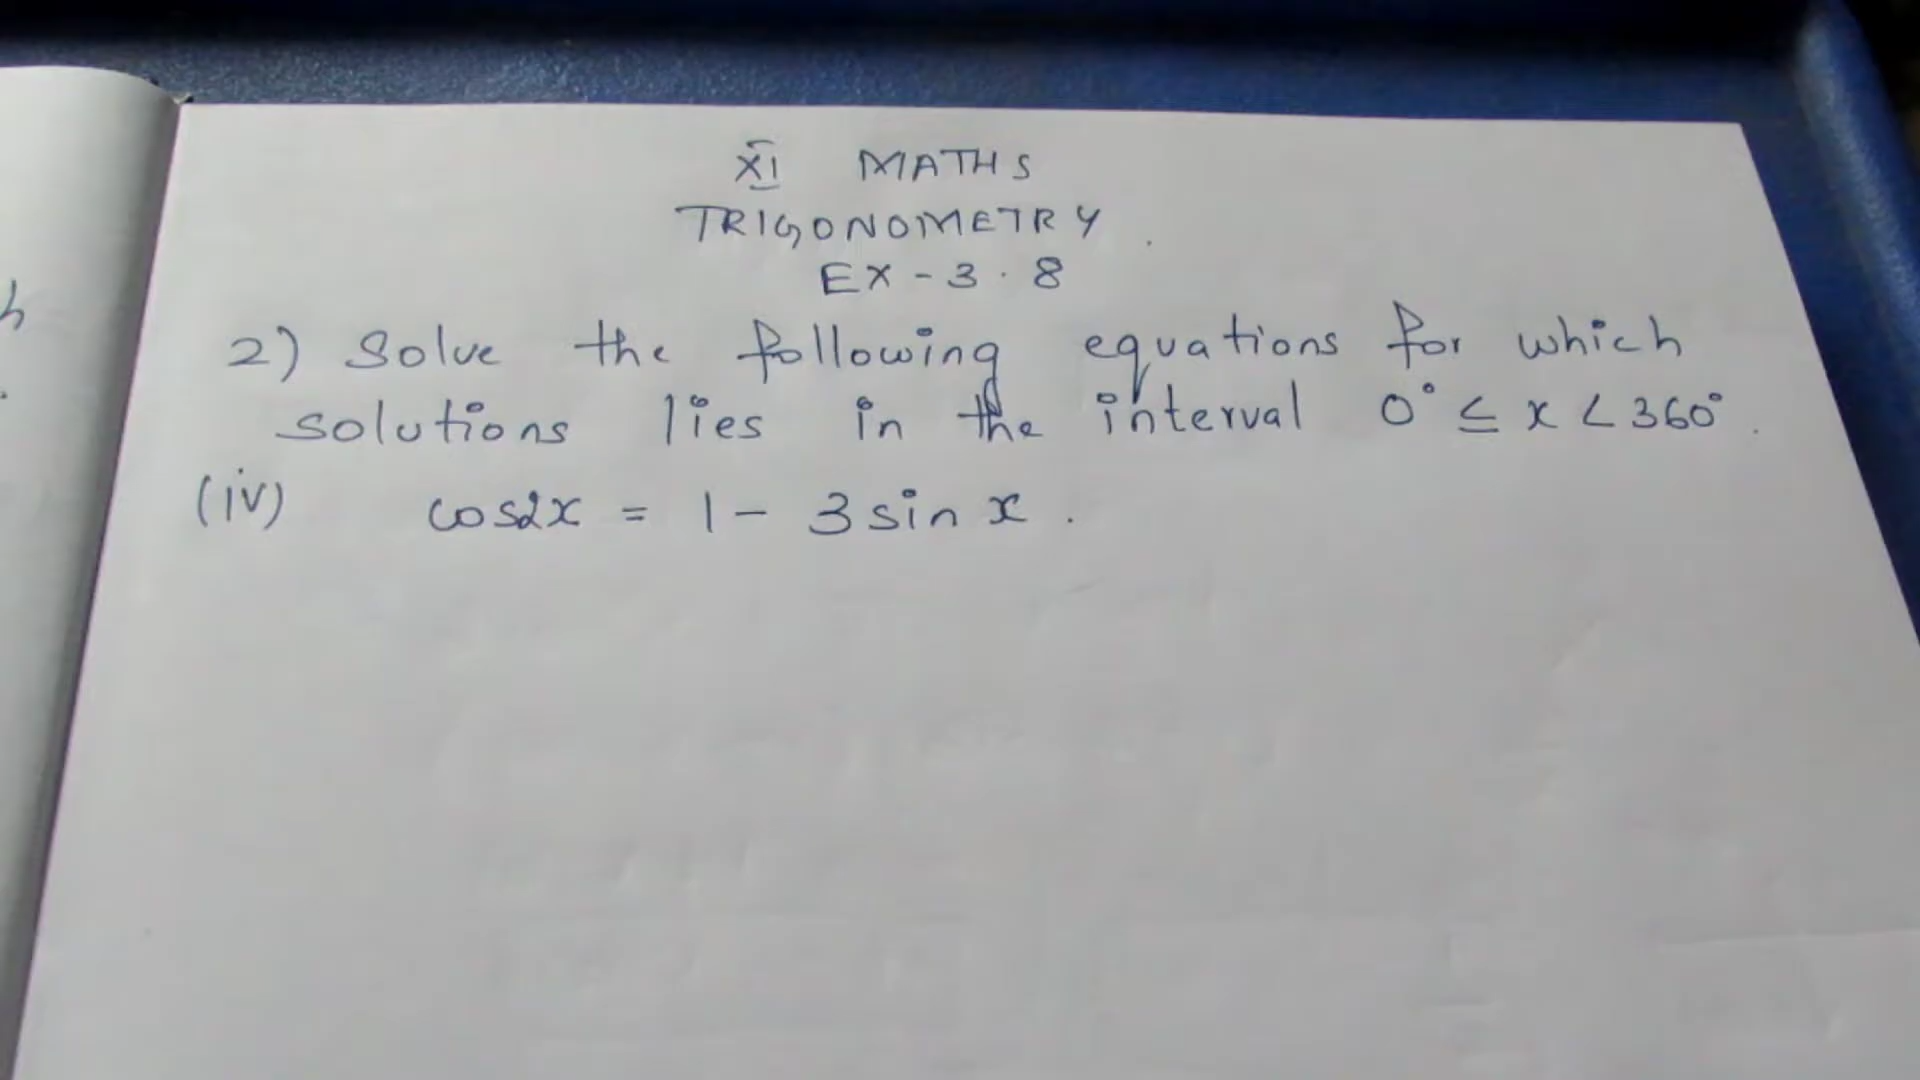 XI MATHS
TRIGONOMETRY
EX - 3.8
2) Solve the following equations for which
solutions lies in the interval 0° ≤ x < 360°.
(iv) cos2x = 1 - 3 sin x.